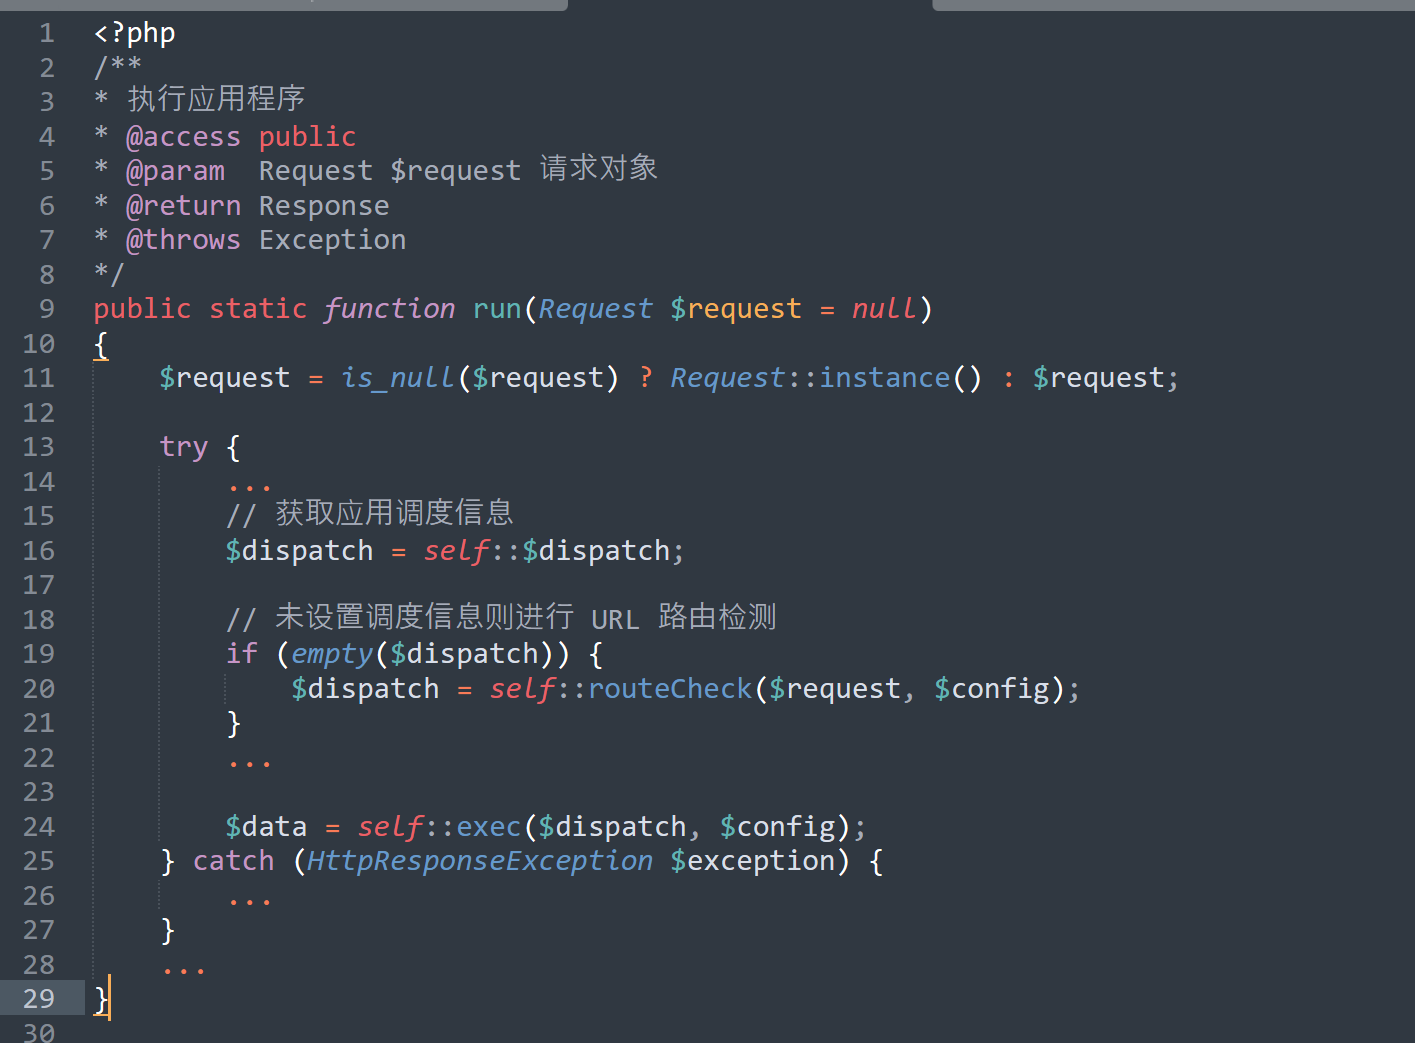 1 <?php
2 /**
3 * 执行应用程序
4 * @access public
5 * @param  Request $request 请求对象
6 * @return Response
7 * @throws Exception
8 */
9 public static function run(Request $request = null)
10 {
11     $request = is_null($request) ? Request::instance() : $request;
12
13     try {
14         ...
15         // 获取应用调度信息
16         $dispatch = self::$dispatch;
17
18         // 未设置调度信息则进行 URL 路由检测
19         if (empty($dispatch)) {
20             $dispatch = self::routeCheck($request, $config);
21         }
22         ...
23
24         $data = self::exec($dispatch, $config);
25     } catch (HttpResponseException $exception) {
26         ...
27     }
28     ...
29 }
30